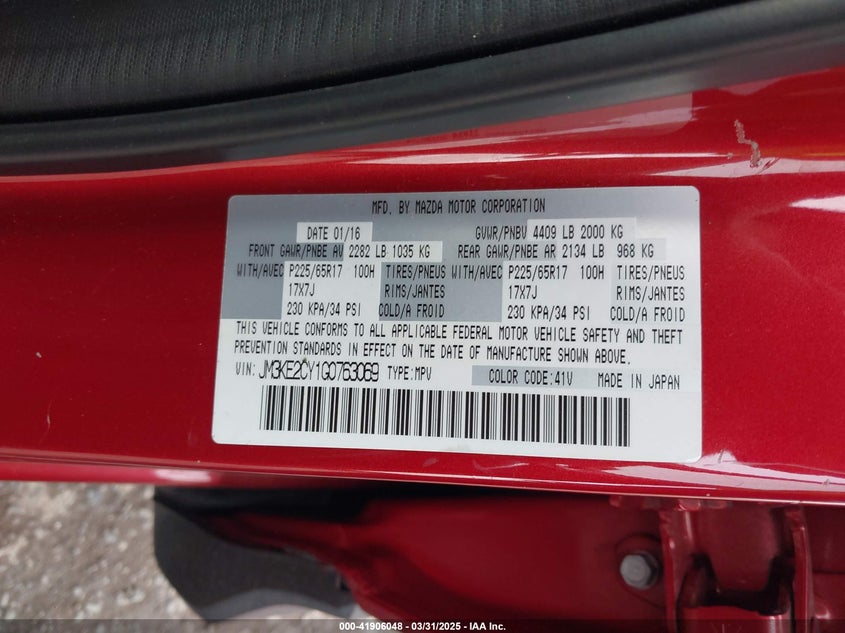 MFD. BY MAZDA MOTOR CORPORATION
DATE 01/16 GVWR/PNBV 4409 LB 2000 KG
FRONT GAWR/PNBE AV 2282 LB 1035 KG REAR GAWR/PNBE AR 2134 LB 968 KG
WITH/AVEC P225/65R17 100H TIRES/PNEUS WITH/AVEC P225/65R17 100H TIRES/PNEUS
17X7J RIMS/JANTES 17X7J RIMS/JANTES
230 KPA/34 PSI COLD/A FROID 230 KPA/34 PSI COLD/A FROID
THIS VEHICLE CONFORMS TO ALL APPLICABLE FEDERAL MOTOR VEHICLE SAFETY AND THEFT
PREVENTION STANDARDS IN EFFECT ON THE DATE OF MANUFACTURE SHOWN ABOVE.
VIN: JM3KE2CY1G0763069 TYPE:MPV COLOR CODE:41V MADE IN JAPAN
000-41906048 - 03/31/2025 - IAA Inc.